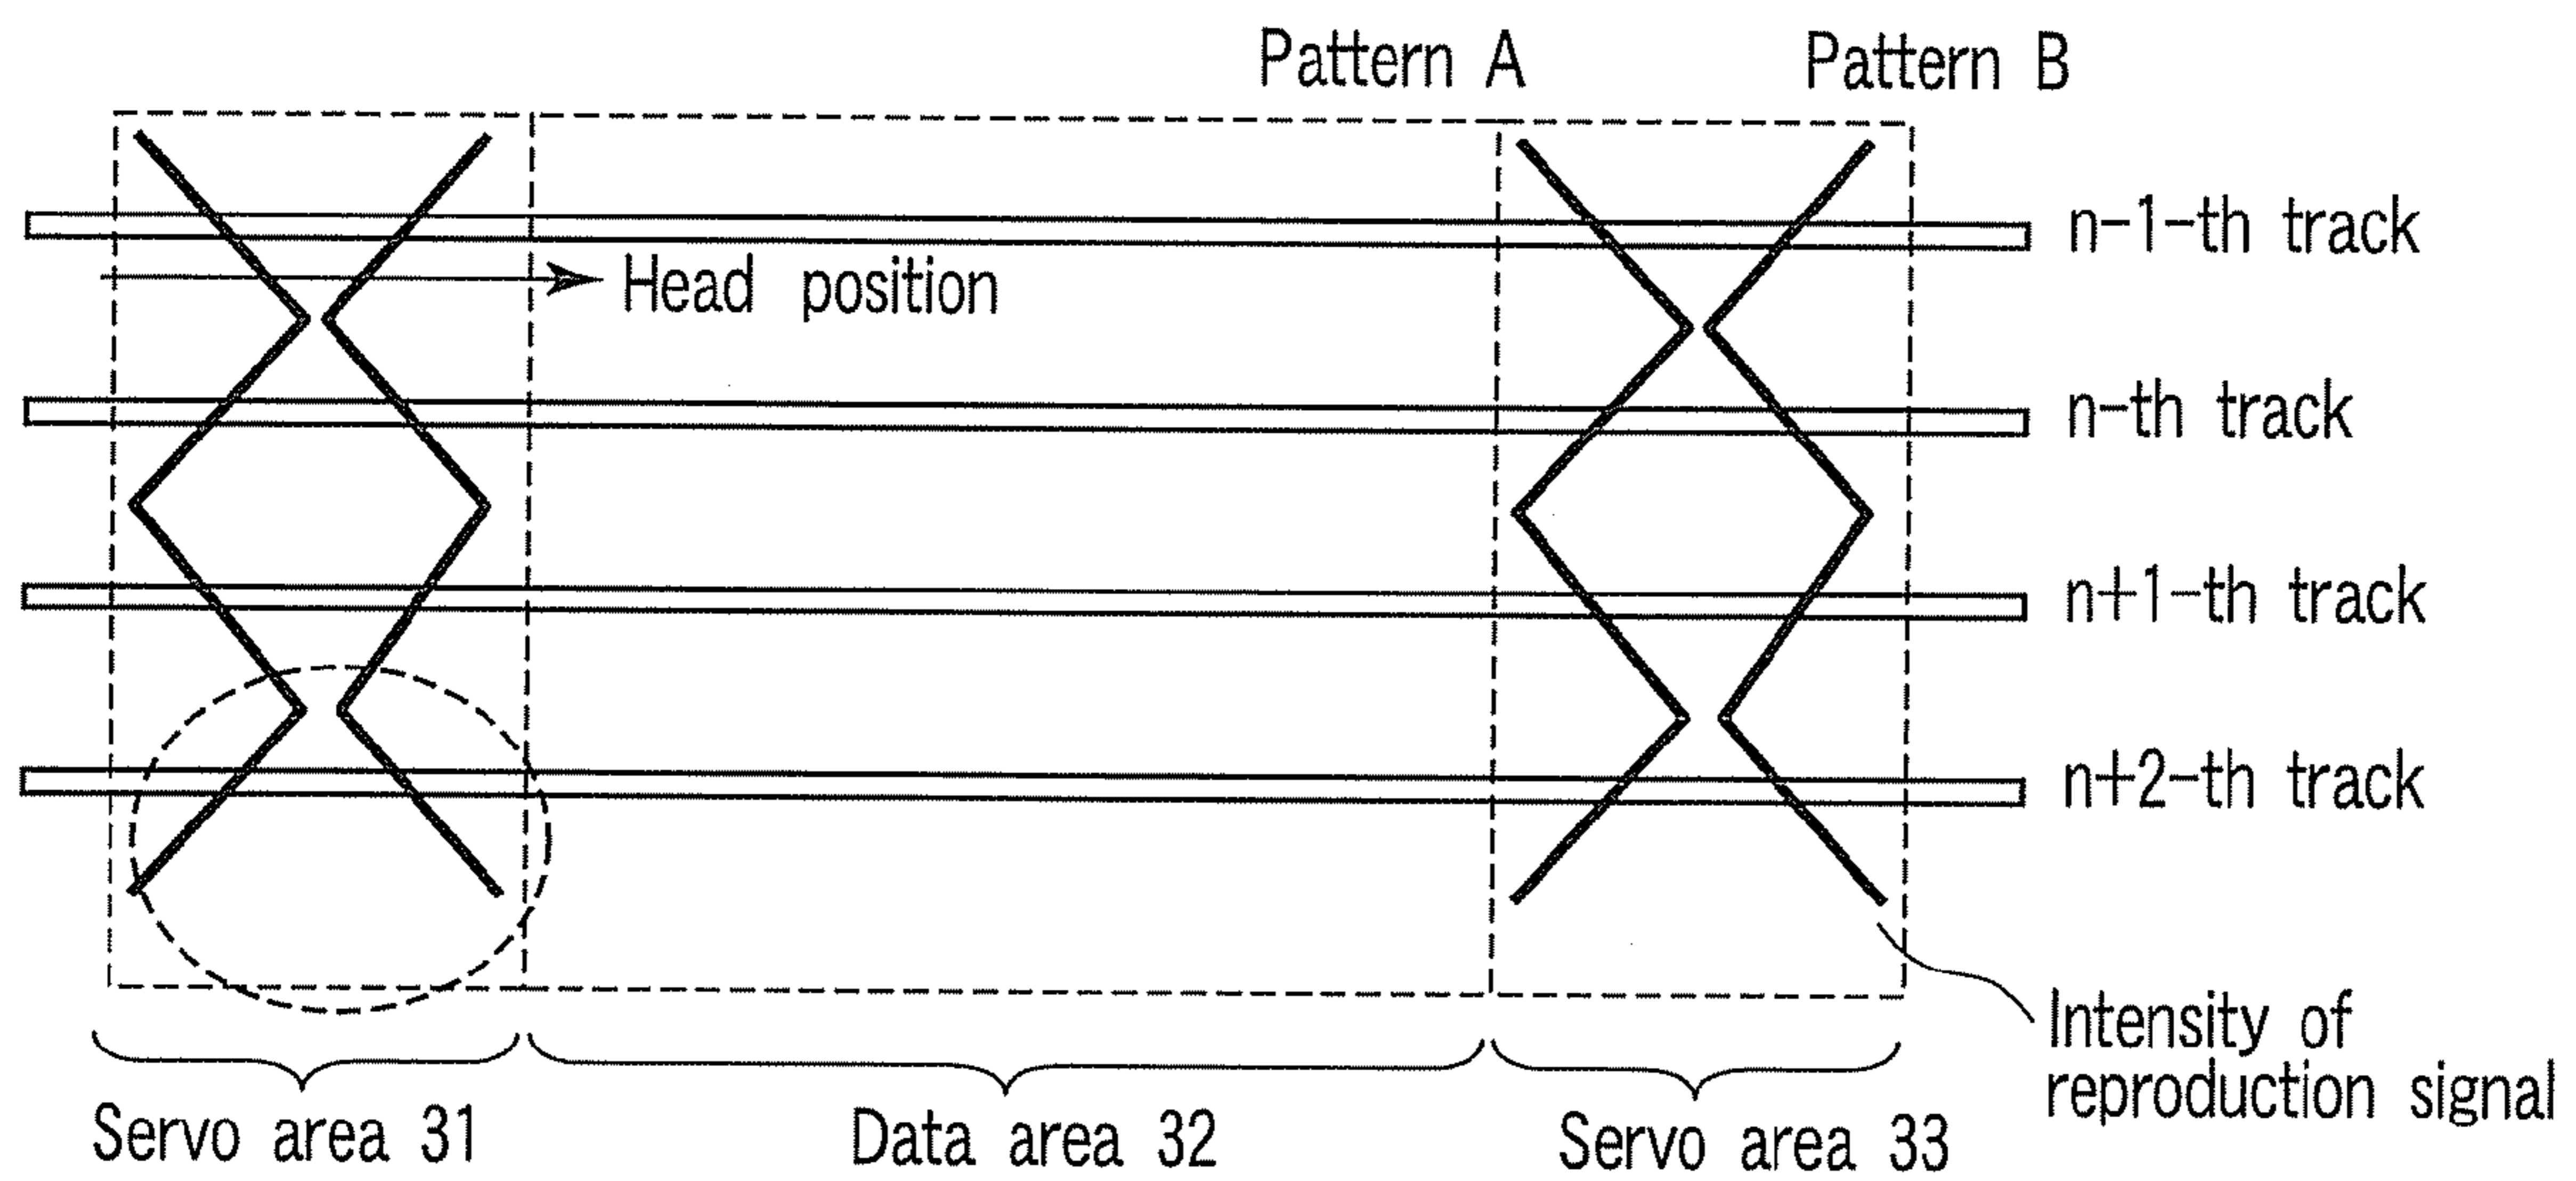 Pattern A
Pattern B
n-1-th track
Head position
n-th track
n+1-th track
n+2-th track
Intensity of
reproduction signal
Servo area 31
Data area 32
Servo area 33